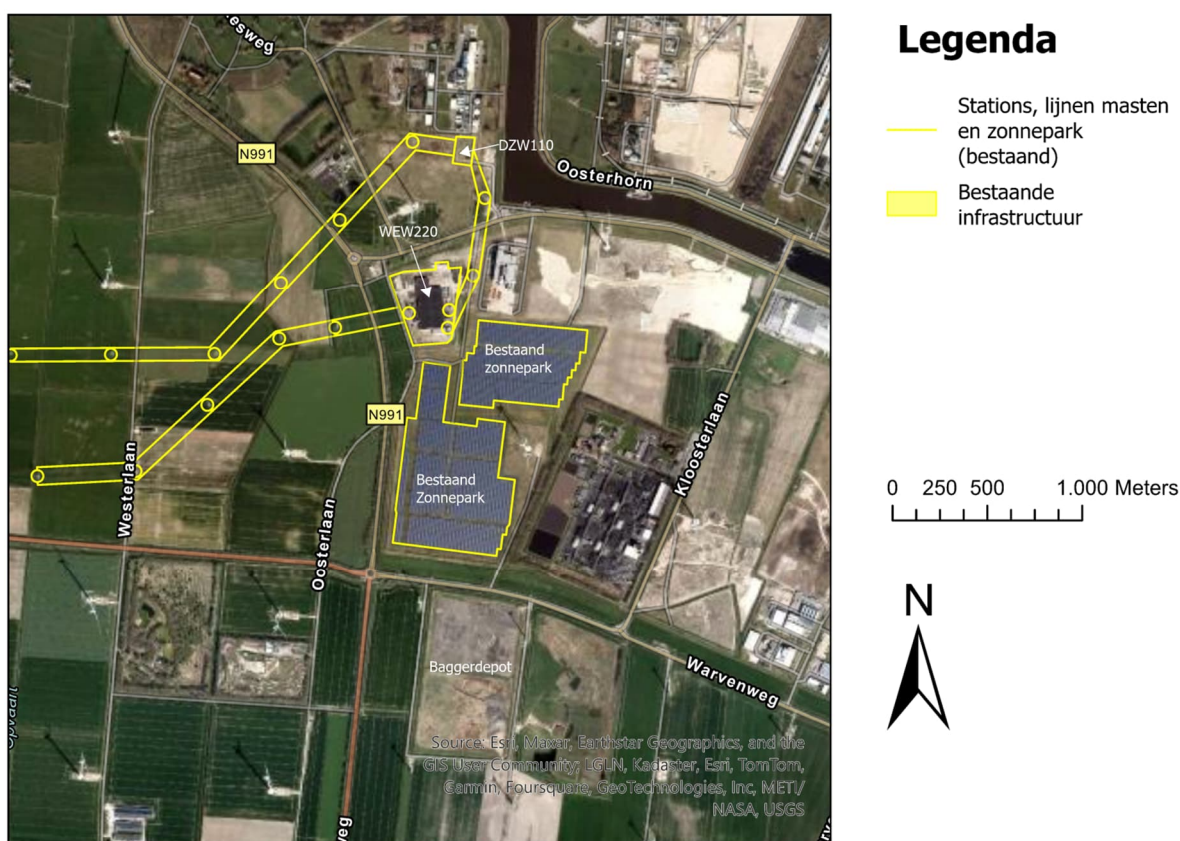 esweg
N991
DZW110
Oosterhorn
WEW220
Bestaand
zonnepark
N991
Kloosterlaan
Westerlaan
Bestaand
Zonnepark
Oosterlaan
Baggerdepot
Warvenweg
Opvaart
weg
Source: Esri, Maxar, Earthstar Geographics, and the
GIS User Community, LGLN, Kadaster, Esri, TomTom,
Garmin, Foursquare, GeoTechnologies, Inc, METI/
NASA, USGS
Legenda
Stations, lijnen masten
en zonnepark
(bestaand)
Bestaande
infrastructuur
0 250 500 1.000 Meters
N